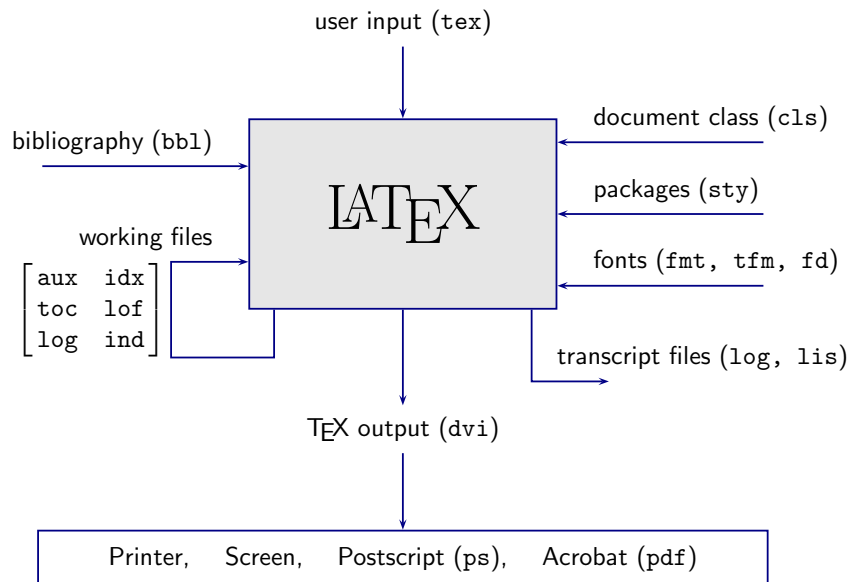 user input (tex)
document class (cls)
bibliography (bbl)
LATEX
packages (sty)
working files
fonts (fmt, tfm, fd)
aux idx
toc lof
log ind
transcript files (log, lis)
TEX output (dvi)
Printer, Screen, Postscript (ps), Acrobat (pdf)